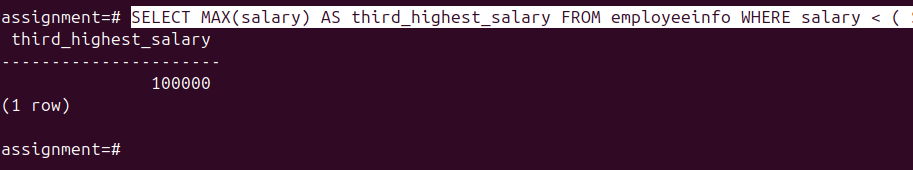 assignment=# SELECT MAX(salary) AS third_highest_salary FROM employeeinfo WHERE salary < (
third_highest_salary
----------------------
100000
(1 row)
assignment=#